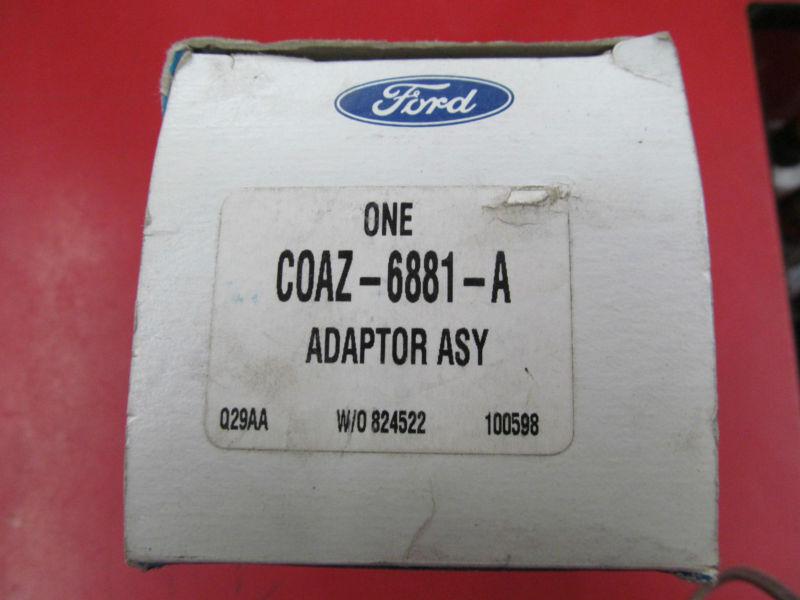 Ford
ONE
COAZ-6881-A
ADAPTOR ASY
Q29AA W/O 824522 100598